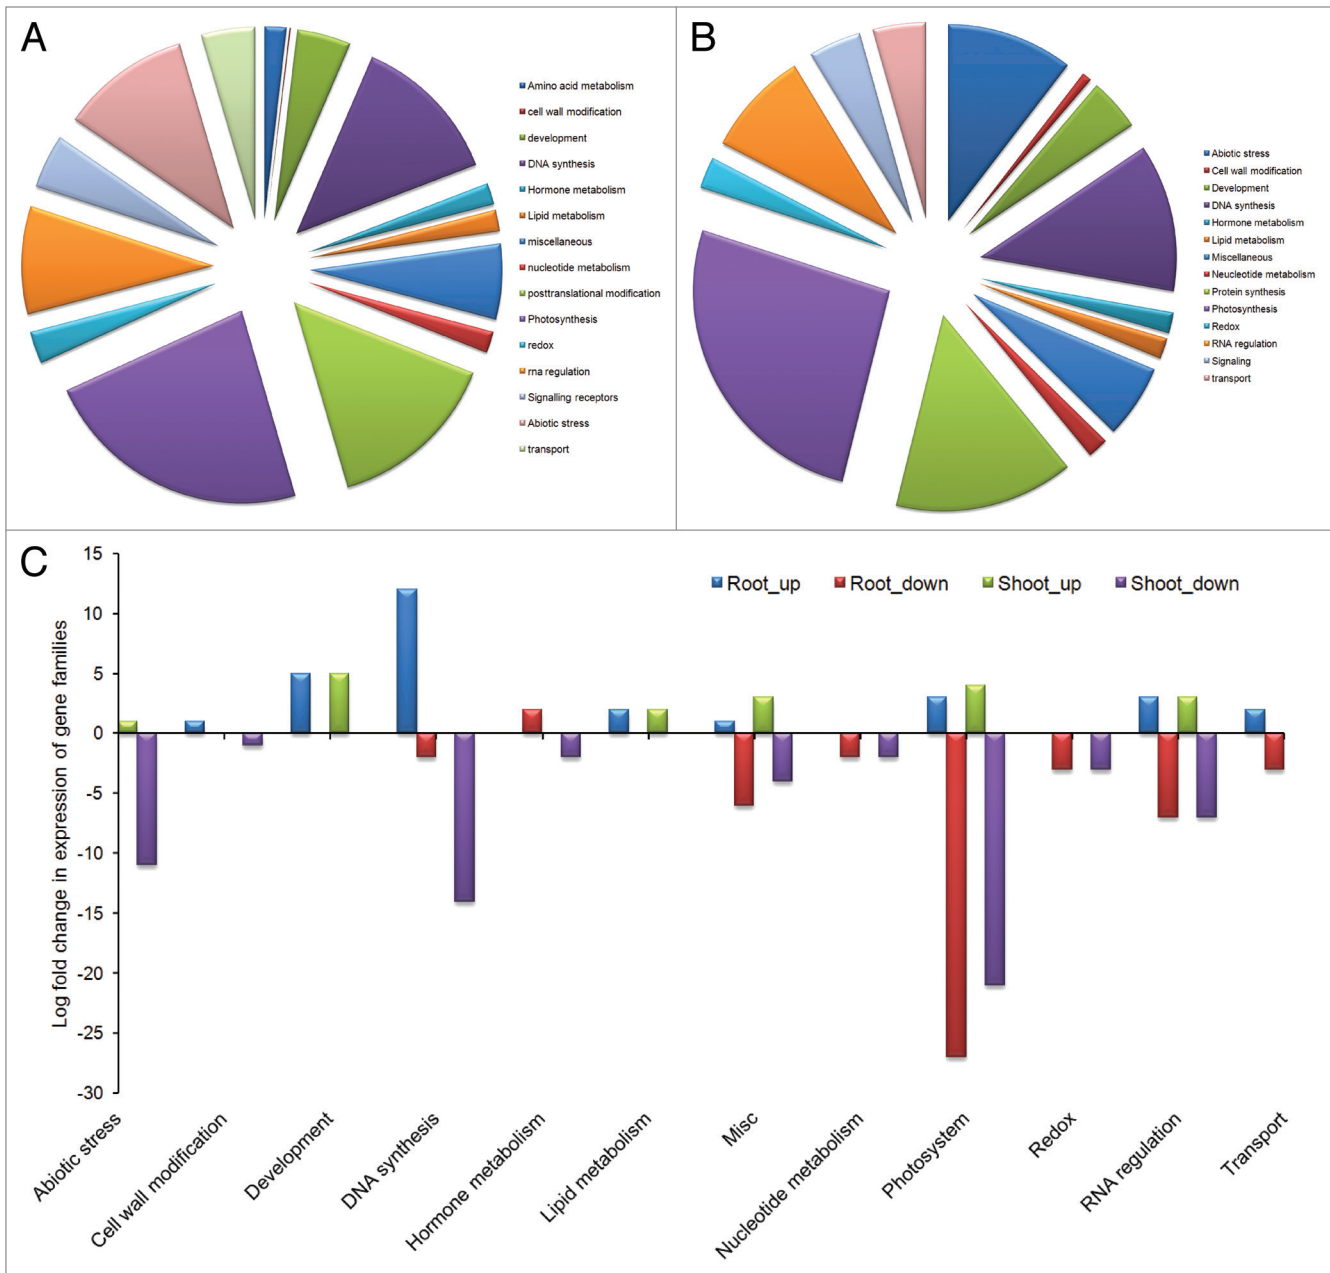 A
Amino acid metabolism
cell wall modification
development
DNA synthesis
Hormone metabolism
Lipid metabolism
miscellaneous
nucleotide metabolism
posttranslational modification
Photosynthesis
redox
rna regulation
Signalling receptors
Abiotic stress
transport
B
Abiotic stress
Cell wall modification
Development
DNA synthesis
Hormone metabolism
Lipid metabolism
Miscellaneous
Neucleotide metabolism
Protein synthesis
Photosynthesis
Redox
RNA regulation
Signaling
transport
C
Root_up Root_down Shoot_up Shoot_down
Log fold change in expression of gene families
15
10
5
0
-5
-10
-15
-20
-25
-30
Abiotic stress
Cell wall modification
Development
DNA synthesis
Hormone metabolism
Lipid metabolism
Misc
Nucleotide metabolism
Photosystem
Redox
RNA regulation
Transport